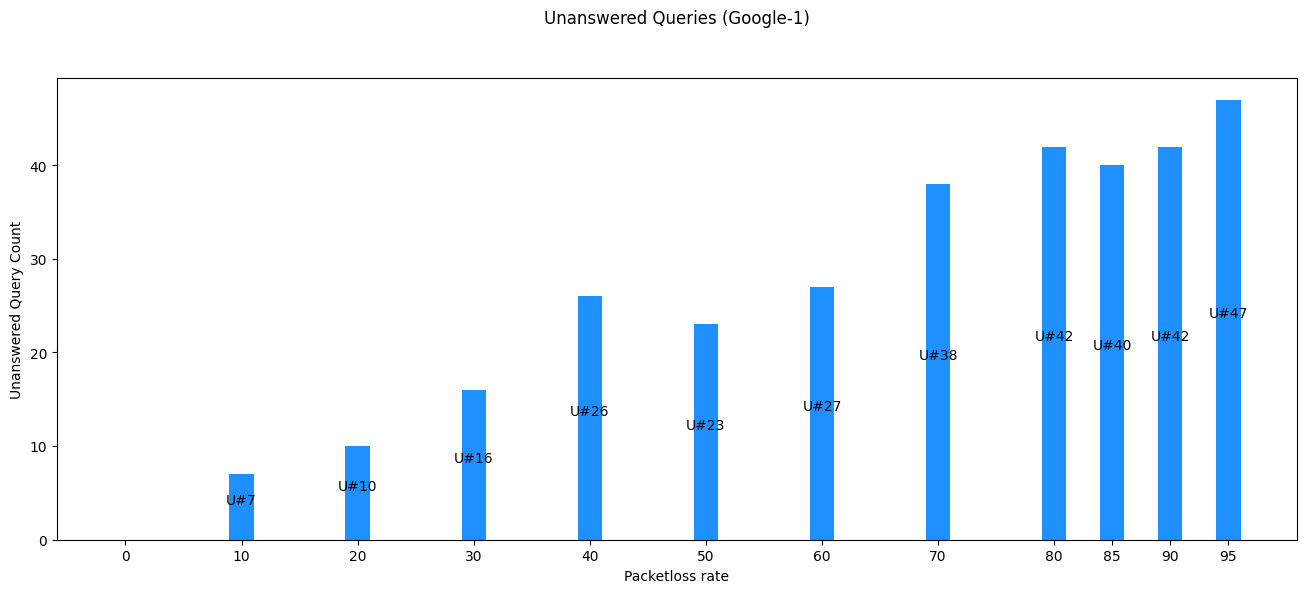 Unanswered Queries (Google-1)
Unanswered Query Count
40
30
20
10
0
U#7
U#10
U#16
U#26
U#23
U#27
U#38
U#42
U#40
U#42
U#47
0 10 20 30 40 50 60 70 80 85 90 95
Packetloss rate